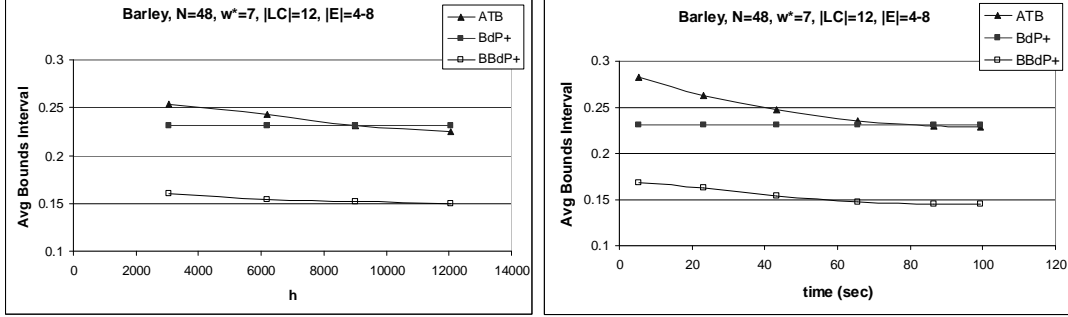 Barley, N=48, w*=7, |LC|=12, |E|=4-8
ATB
BdP+
BBdP+
0.3
0.25
0.2
0.15
0.1
Avg Bounds Interval
0 2000 4000 6000 8000 10000 12000 14000
h
Barley, N=48, w*=7, |LC|=12, |E|=4-8
ATB
BdP+
BBdP+
0.3
0.25
0.2
0.15
0.1
Avg Bounds Interval
0 20 40 60 80 100 120
time (sec)